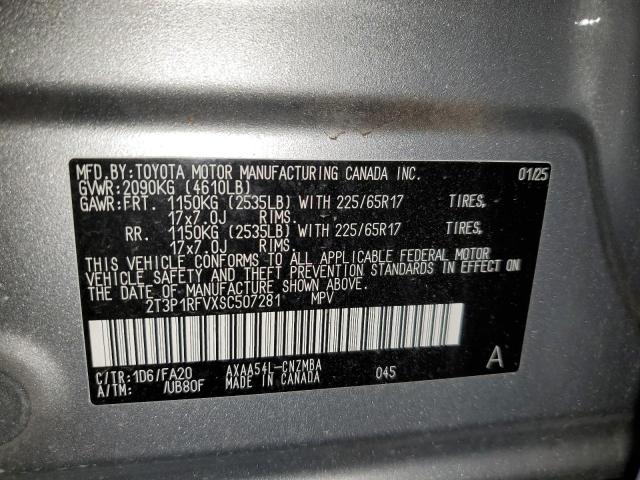 MFD.BY:TOYOTA MOTOR MANUFACTURING CANADA INC. 01/25
GVWR:2090KG (4610LB)
GAWR:FRT. 1150KG (2535LB) WITH 225/65R17 TIRES,
17x7.0J RIMS.
RR. 1150KG (2535LB) WITH 225/65R17 TIRES,
17x7.0J RIMS.
THIS VEHICLE CONFORMS TO ALL APPLICABLE FEDERAL MOTOR
VEHICLE SAFETY AND THEFT PREVENTION STANDARDS IN EFFECT ON
THE DATE OF MANUFACTURE SHOWN ABOVE.
2T3P1RFVXSC507281 MPV
C/TR:1D6/FA20 AXAA54L-CNZMBA 045 A
A/TM: /UB80F MADE IN CANADA